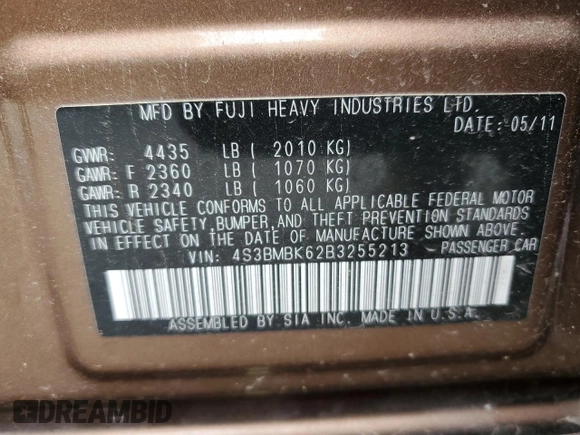 MFD BY FUJI HEAVY INDUSTRIES LTD.
DATE: 05/11
GVWR: 4435 LB ( 2010 KG)
GAWR: F 2360 LB ( 1070 KG)
GAWR: R 2340 LB ( 1060 KG)
THIS VEHICLE CONFORMS TO ALL APPLICABLE FEDERAL MOTOR
VEHICLE SAFETY, BUMPER, AND THEFT PREVENTION STANDARDS
IN EFFECT ON THE DATE OF MANUFACTURE SHOWN ABOVE.
VIN: 4S3BMBK62B3255213 PASSENGER CAR
ASSEMBLED BY SIA INC. MADE IN U.S.A.
DREAMBID